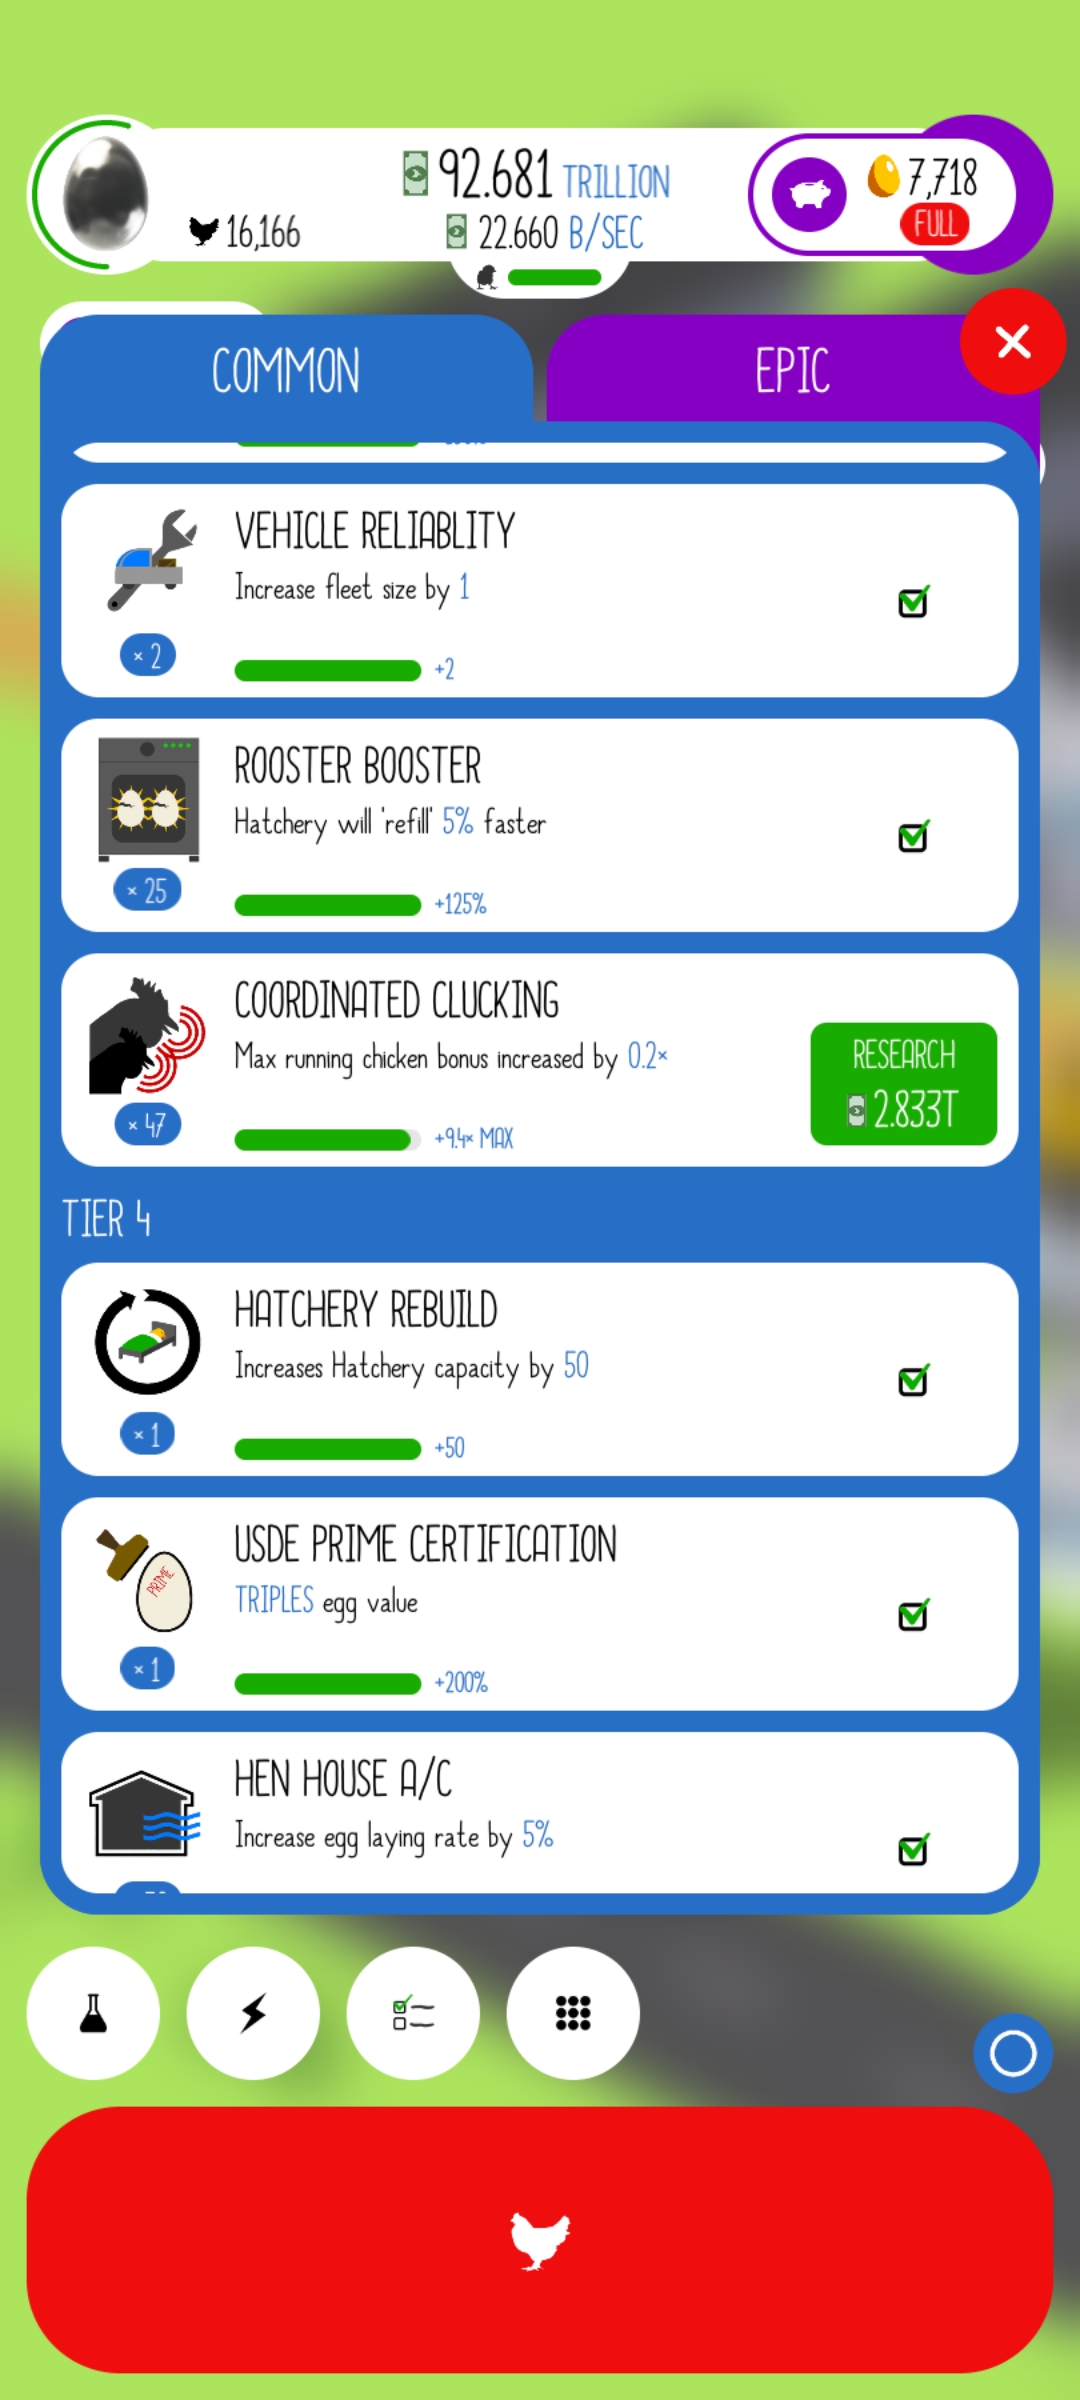 92.681 TRILLION
7,718
16,166
22.660 B/SEC
FULL
COMMON
EPIC
VEHICLE RELIABLITY
Increase fleet size by 1
× 2
+2
ROOSTER BOOSTER
Hatchery will 'refill' 5% faster
× 25
+125%
COORDINATED CLUCKING
Max running chicken bonus increased by 0.2×
RESEARCH
2.833T
× 47
+9.4× MAX
TIER 4
HATCHERY REBUILD
Increases Hatchery capacity by 50
× 1
+50
USDE PRIME CERTIFICATION
PRIME
TRIPLES egg value
× 1
+200%
HEN HOUSE A/C
Increase egg laying rate by 5%